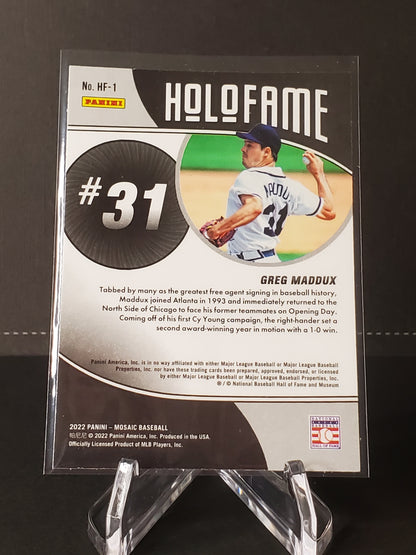 No. HF-1
PANINI
HOLOFAME
#31
MADDUX
31
GREG MADDUX
Tabbed by many as the greatest free agent signing in baseball history,
Maddux joined Atlanta in 1993 and immediately returned to the
North Side of Chicago to face his former teammates on Opening Day.
Coming off of his first Cy Young campaign, the right-hander set a
second award-winning year in motion with a 1-0 win.
Panini America, Inc. is in no way affiliated with either Major League Baseball or Major League Baseball
Properties, Inc. nor have these trading cards been prepared, approved, endorsed, or licensed
by either Major League Baseball or Major League Baseball Properties, Inc.
® / © National Baseball Hall of Fame and Museum
2022 PANINI - MOSAIC BASEBALL
帕尼尼 © 2022 Panini America, Inc. Produced in the USA.
Officially Licensed Product of MLB Players, Inc.
NATIONAL
BASEBALL
HALL OF FAME